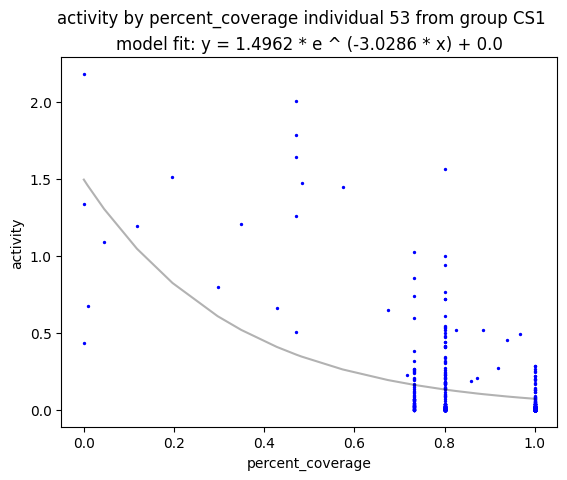 activity by percent_coverage individual 53 from group CS1
model fit: y = 1.4962 * e ^ (-3.0286 * x) + 0.0
2.0
1.5
1.0
0.5
0.0
activity
0.0 0.2 0.4 0.6 0.8 1.0
percent_coverage